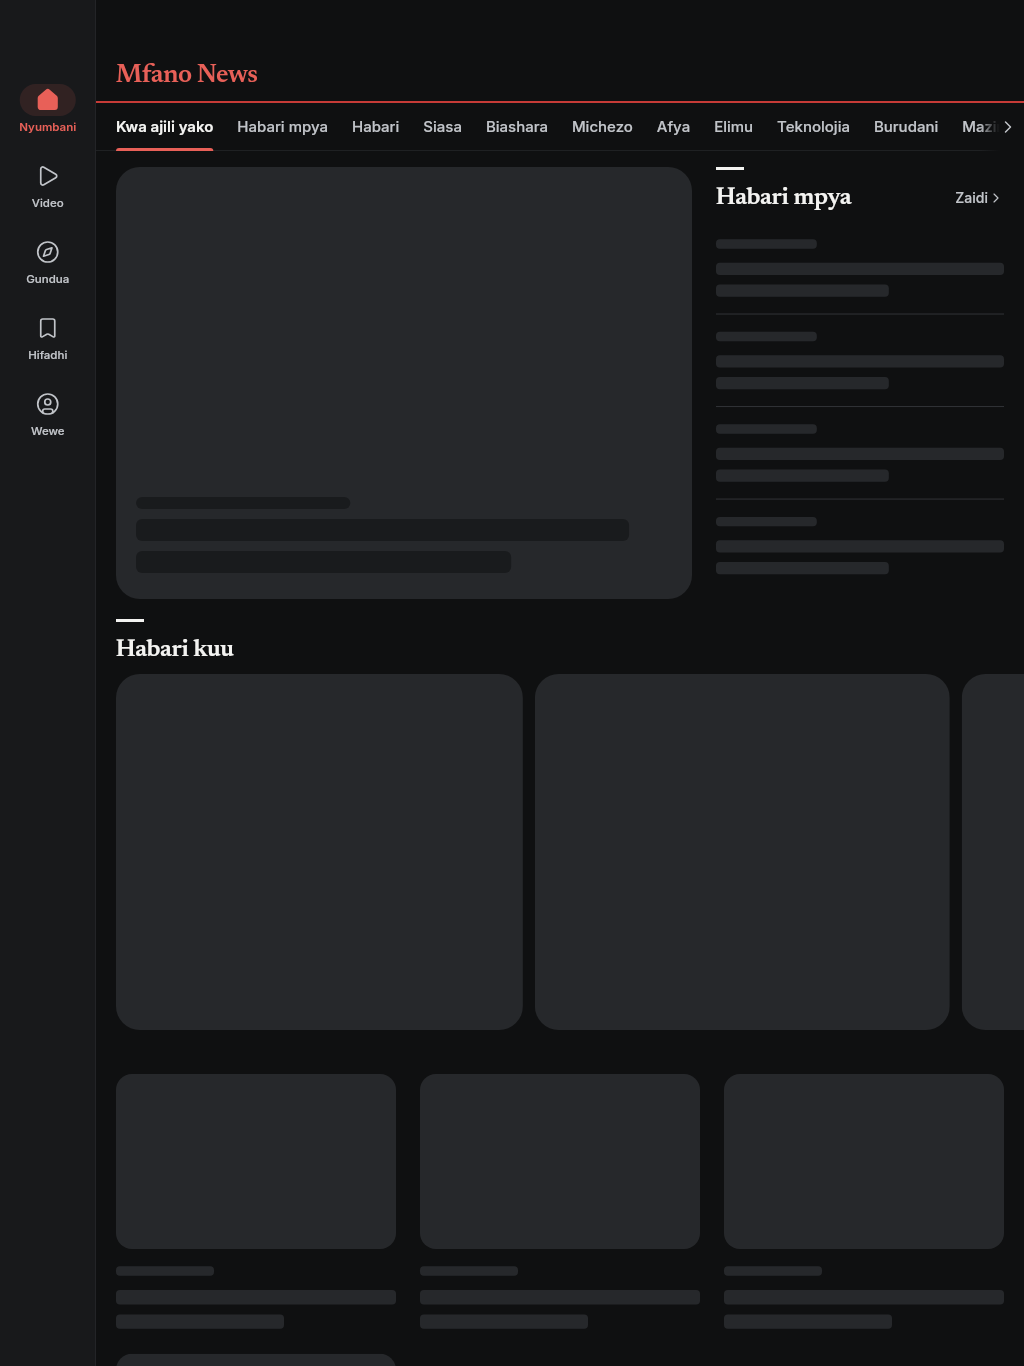 Mfano News
Nyumbani
Video
Gundua
Hifadhi
Wewe
Kwa ajili yako Habari mpya Habari Siasa Biashara Michezo Afya Elimu Teknolojia Burudani
Habari mpya
Zaidi
Habari kuu